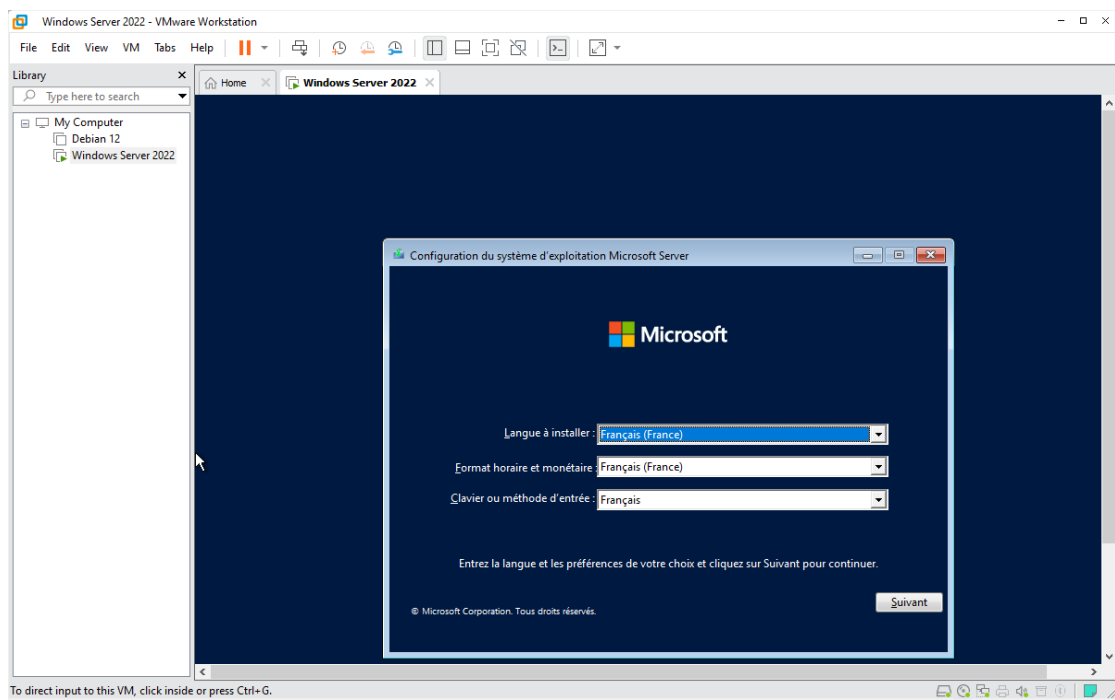 Windows Server 2022 - VMware Workstation
File Edit View VM Tabs Help
Library
Home
Windows Server 2022
Type here to search
My Computer
Debian 12
Windows Server 2022
Configuration du système d'exploitation Microsoft Server
Microsoft
Langue à installer : Français (France)
Format horaire et monétaire : Français (France)
Clavier ou méthode d'entrée : Français
Entrez la langue et les préférences de votre choix et cliquez sur Suivant pour continuer.
© Microsoft Corporation. Tous droits réservés.
Suivant
To direct input to this VM, click inside or press Ctrl+G.